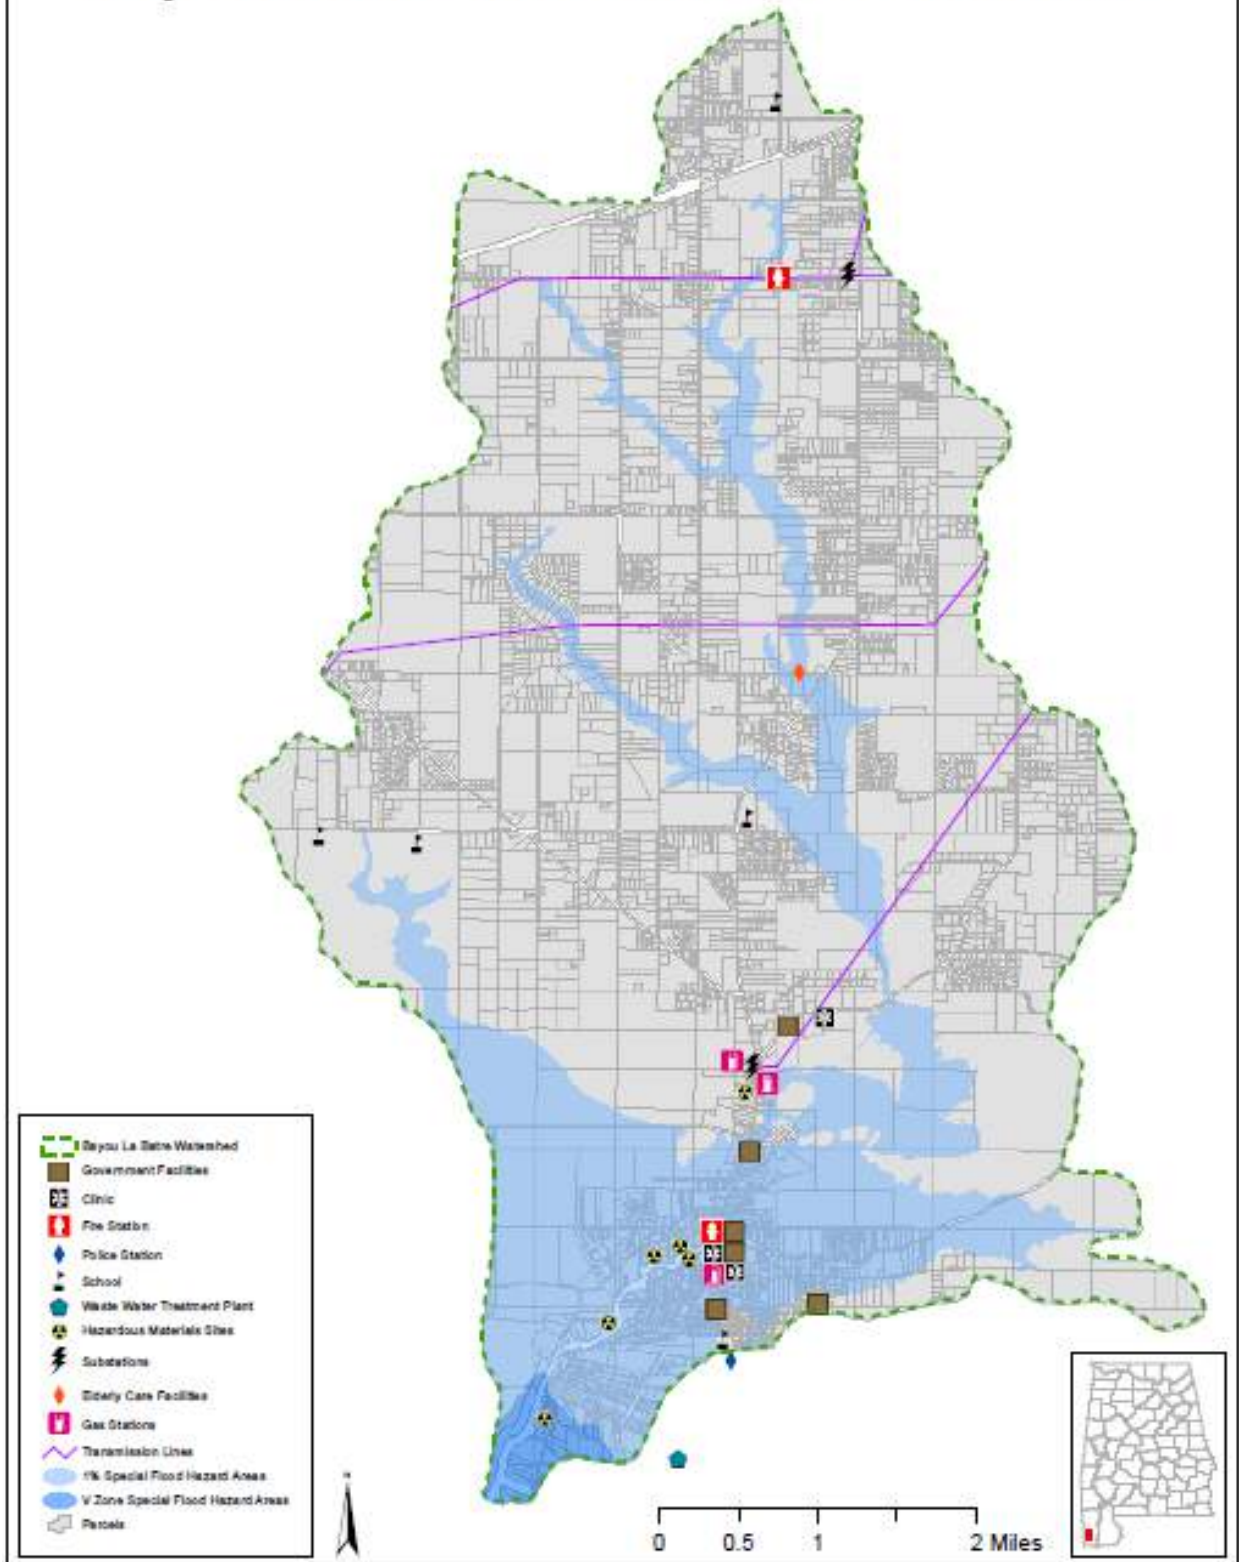 Bayou La Batre Watershed
Government Facilities
Clinic
Fire Station
Police Station
School
Waste Water Treatment Plant
Hazardous Materials Sites
Substations
Elderly Care Facilities
Gas Stations
Transmission Lines
1% Special Flood Hazard Areas
V Zone Special Flood Hazard Areas
Parcels
N
0 0.5 1 2 Miles